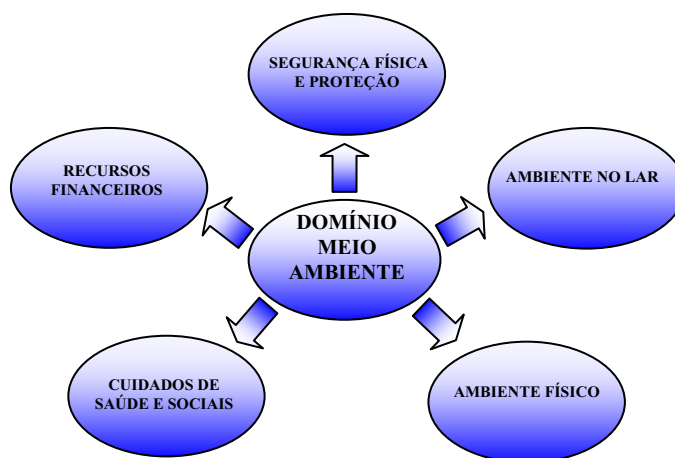 SEGURANÇA FÍSICA
E PROTEÇÃO
RECURSOS
FINANCEIROS
AMBIENTE NO LAR
DOMÍNIO
MEIO
AMBIENTE
CUIDADOS DE
SAÚDE E SOCIAIS
AMBIENTE FÍSICO